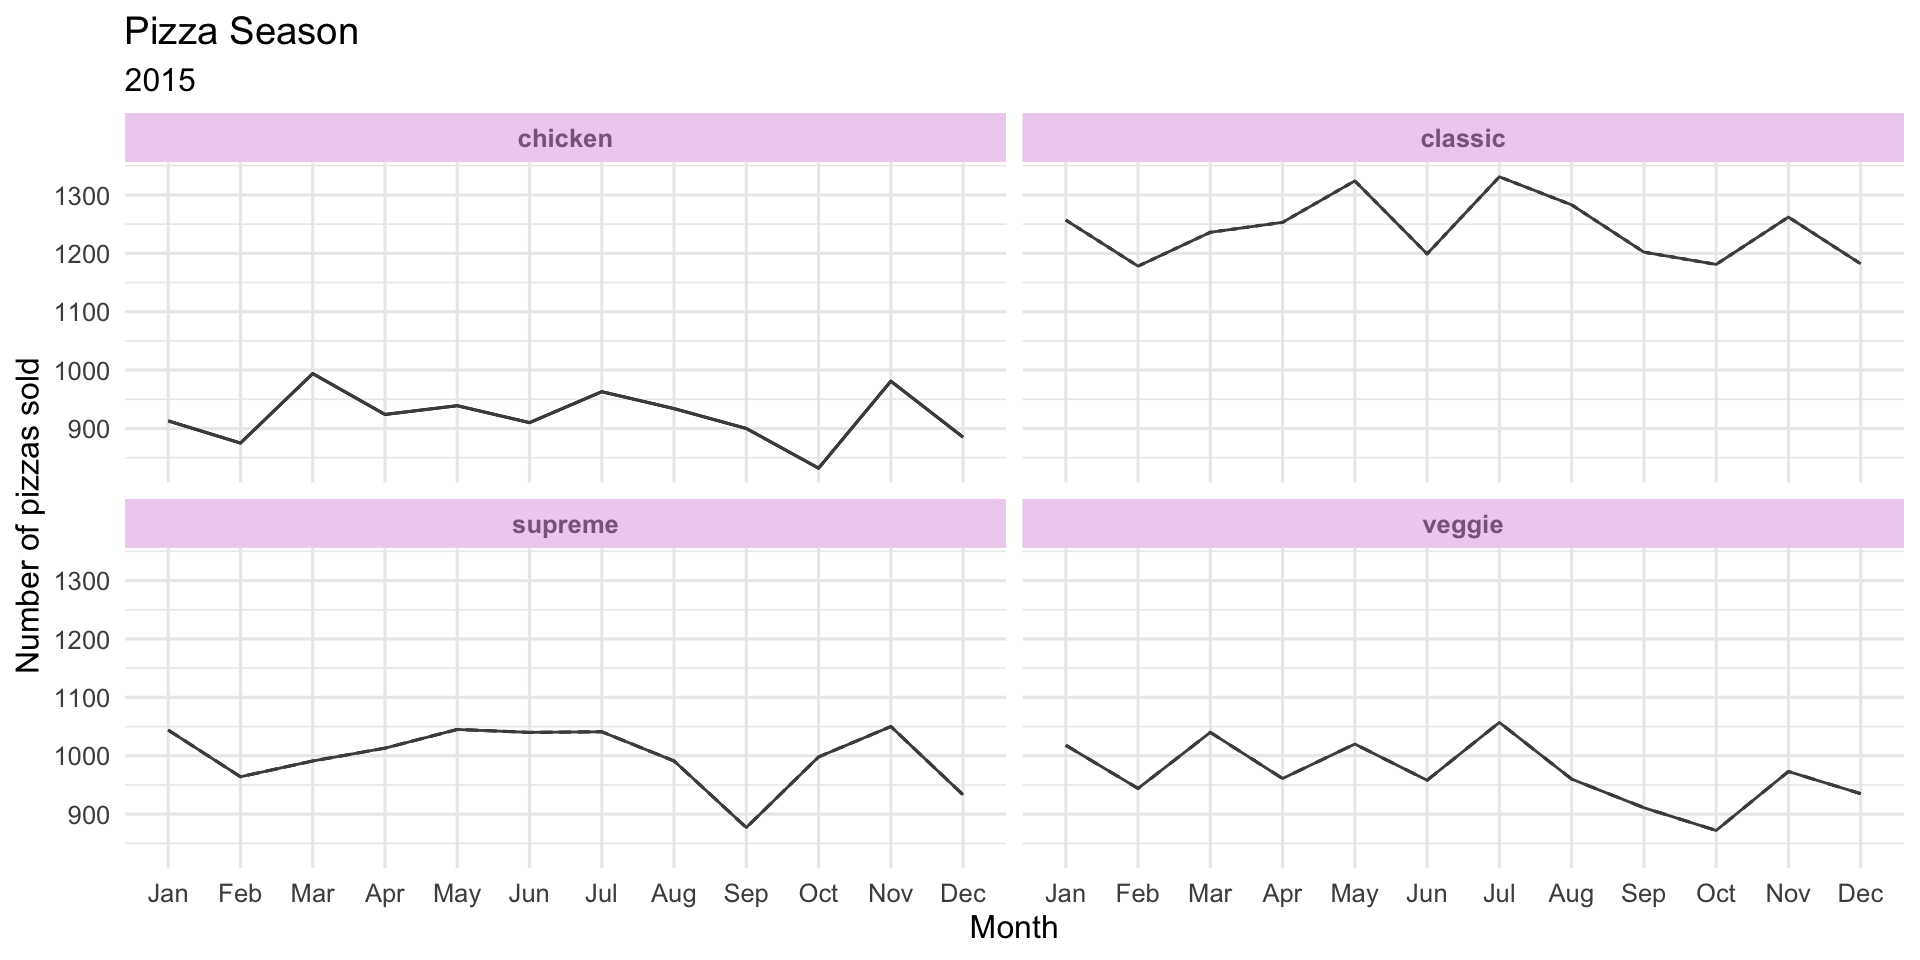 Pizza Season
2015
chicken
classic
1300
1200
1100
1000
900
supreme
veggie
1300
1200
1100
1000
900
Number of pizzas sold
Jan Feb Mar Apr May Jun Jul Aug Sep Oct Nov Dec
Jan Feb Mar Apr May Jun Jul Aug Sep Oct Nov Dec
Month